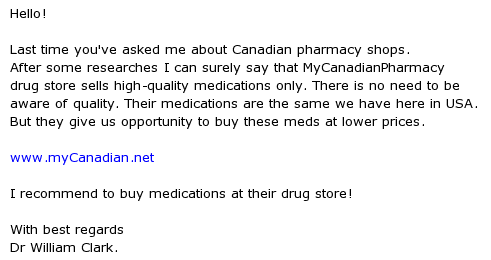 Hello!
Last time you've asked me about Canadian pharmacy shops.
After some researches I can surely say that MyCanadianPharmacy
drug store sells high-quality medications only. There is no need to be
aware of quality. Their medications are the same we have here in USA.
But they give us opportunity to buy these meds at lower prices.
www.myCanadian.net
I recommend to buy medications at their drug store!
With best regards
Dr William Clark.